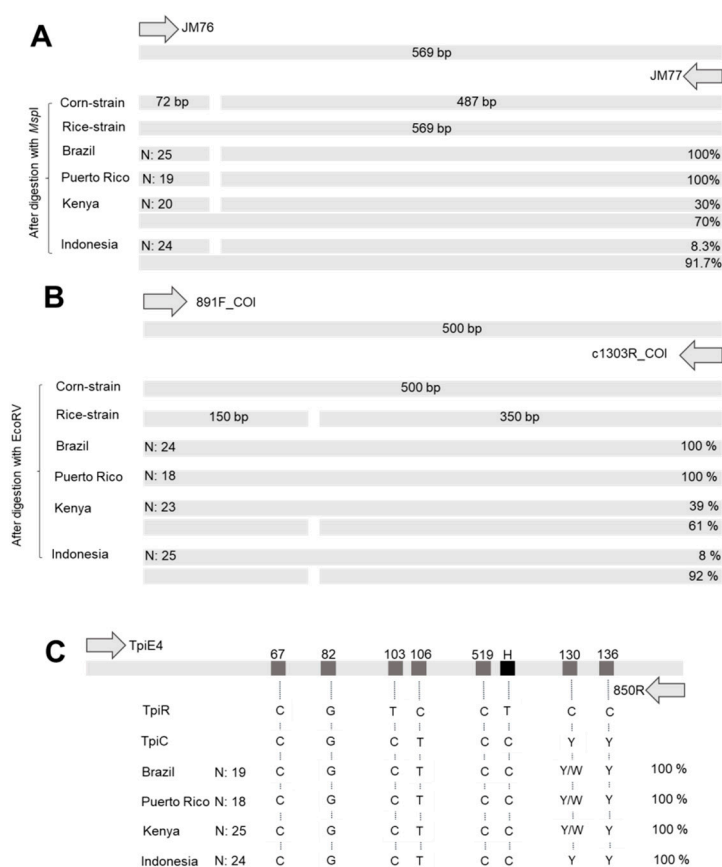 A
JM76
569 bp
JM77
After digestion with MspI
Corn-strain 72 bp 487 bp
Rice-strain 569 bp
Brazil N: 25 100%
Puerto Rico N: 19 100%
Kenya N: 20 30%
70%
Indonesia N: 24 8.3%
91.7%
B
891F_COI
500 bp
c1303R_COI
After digestion with EcoRV
Corn-strain 500 bp
Rice-strain 150 bp 350 bp
Brazil N: 24 100 %
Puerto Rico N: 18 100%
Kenya N: 23 39 %
61 %
Indonesia N: 25 8 %
92 %
C
TpiE4
67 82 103 106 519 H 130 136
850R
TpiR C G T C C T C C
TpiC C G C T C C Y Y
Brazil N: 19 C G C T C C Y/W Y 100 %
Puerto Rico N: 18 C G C T C C Y/W Y 100 %
Kenya N: 25 C G C T C C Y/W Y 100 %
Indonesia N: 24 C G C T C C Y Y 100 %